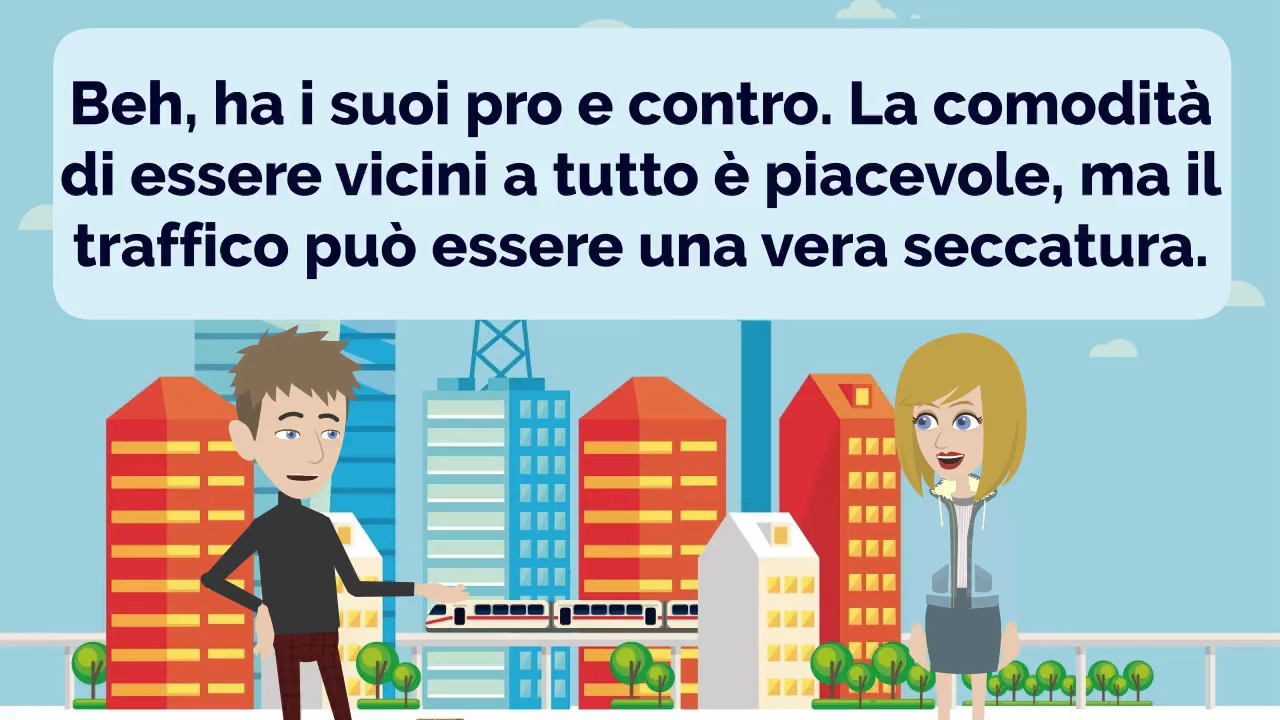 Beh, ha i suoi pro e contro. La comodità
di essere vicini a tutto è piacevole, ma il
traffico può essere una vera seccatura.